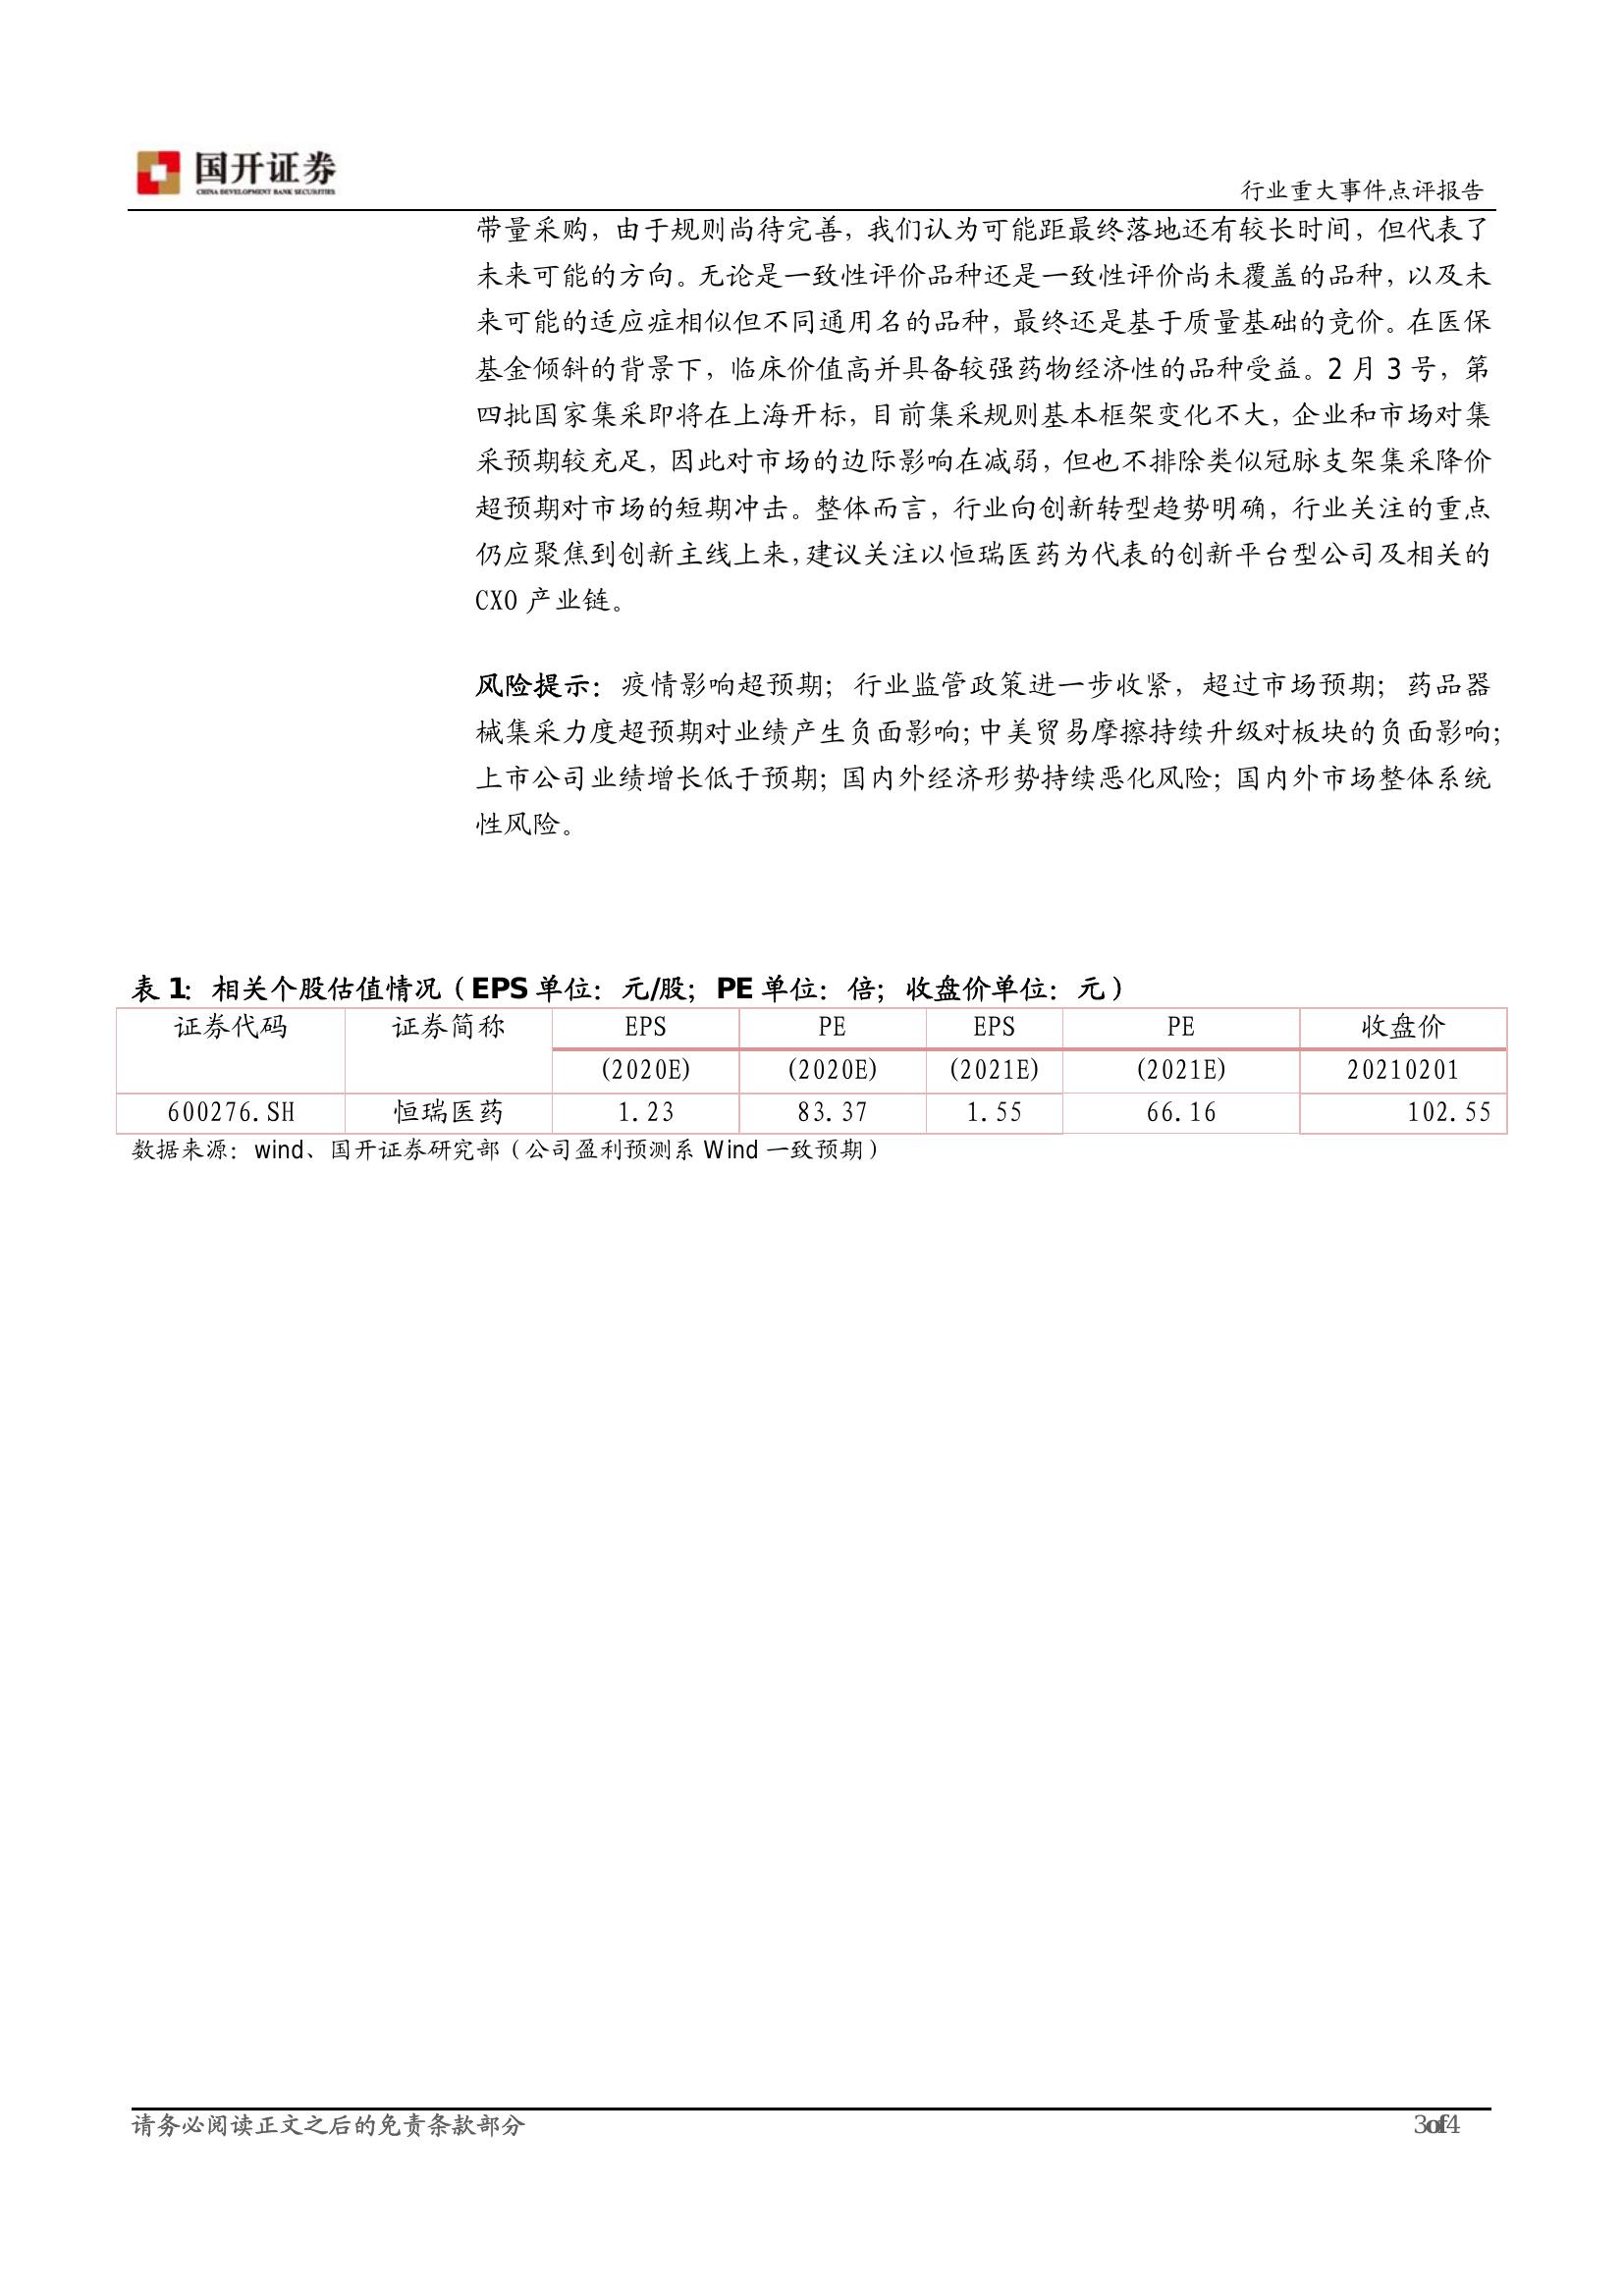 国开证券
CHINA DEVELOPMENT BANK SECURITIES
行业重大事件点评报告
带量采购，由于规则尚待完善，我们认为可能距最终落地还有较长时间，但代表了
未来可能的方向。无论是一致性评价品种还是一致性评价尚未覆盖的品种，以及未
来可能的适应症相似但不同通用名的品种，最终还是基于质量基础的竞价。在医保
基金倾斜的背景下，临床价值高并具备较强药物经济性的品种受益。2 月 3 号，第
四批国家集采即将在上海开标，目前集采规则基本框架变化不大，企业和市场对集
采预期较充足，因此对市场的边际影响在减弱，但也不排除类似冠脉支架集采降价
超预期对市场的短期冲击。整体而言，行业向创新转型趋势明确，行业关注的重点
仍应聚焦到创新主线上来，建议关注以恒瑞医药为代表的创新平台型公司及相关的
CXO 产业链。
风险提示：疫情影响超预期；行业监管政策进一步收紧，超过市场预期；药品器
械集采力度超预期对业绩产生负面影响；中美贸易摩擦持续升级对板块的负面影响；
上市公司业绩增长低于预期；国内外经济形势持续恶化风险；国内外市场整体系统
性风险。
表 1：相关个股估值情况（EPS 单位：元/股；PE 单位：倍；收盘价单位：元）
证券代码 证券简称 EPS PE EPS PE 收盘价
(2020E) (2020E) (2021E) (2021E) 20210201
600276.SH 恒瑞医药 1.23 83.37 1.55 66.16 102.55
数据来源：wind、国开证券研究部（公司盈利预测系 Wind 一致预期）
请务必阅读正文之后的免责条款部分
3of4